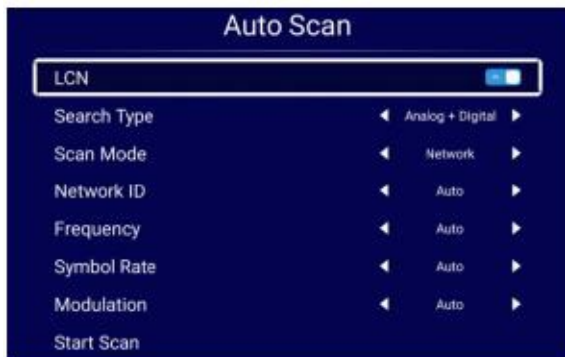 Auto Scan
LCN
Search Type Analog + Digital
Scan Mode Network
Network ID Auto
Frequency Auto
Symbol Rate Auto
Modulation Auto
Start Scan